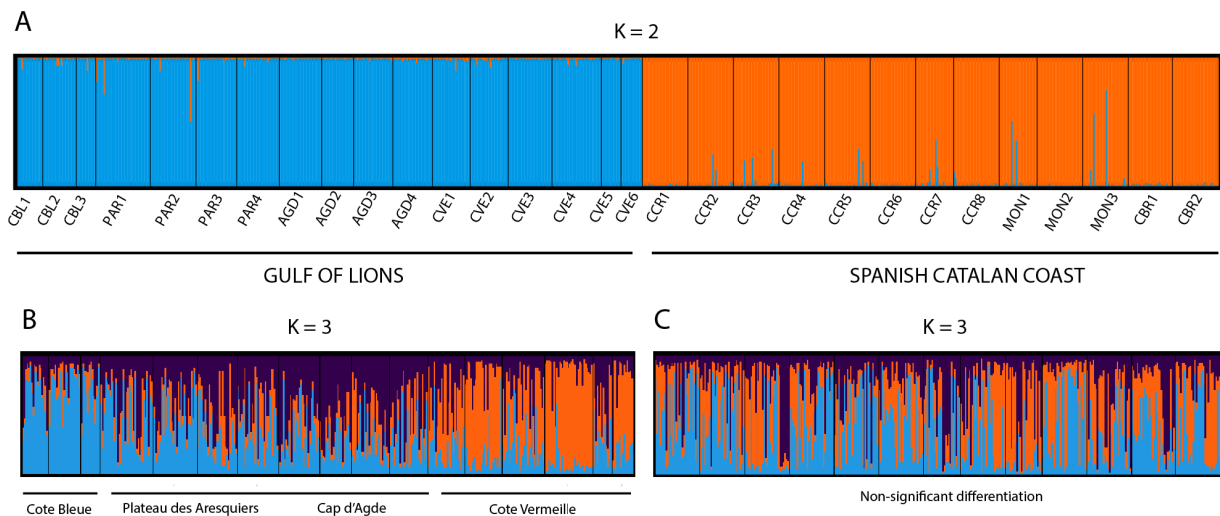 A
K = 2
CBL1 CBL2 CBL3 PAR1 PAR2 PAR3 PAR4 AGD1 AGD2 AGD3 AGD4 CVE1 CVE2 CVE3 CVE4 CVE5 CVE6 CCR1 CCR2 CCR3 CCR4 CCR5 CCR6 CCR7 CCR8 MON1 MON2 MON3 CBR1 CBR2
GULF OF LIONS SPANISH CATALAN COAST
B
K = 3
C
K = 3
Cote Bleue Plateau des Aresquiers Cap d'Agde Cote Vermeille
Non-significant differentiation